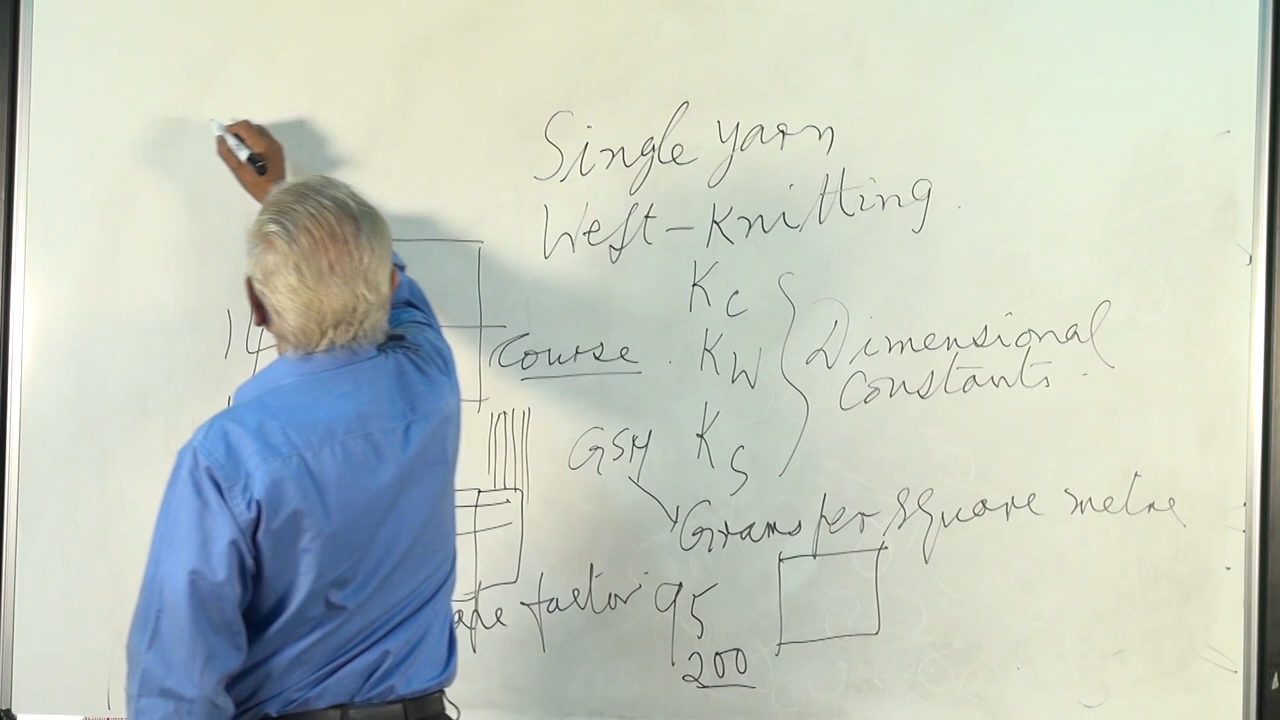 Single yarn
Weft-Knitting.
Kc
14
Course. Kw } Dimensional
Constants.
GSM Ks
Grams per square metre
factor 95
200